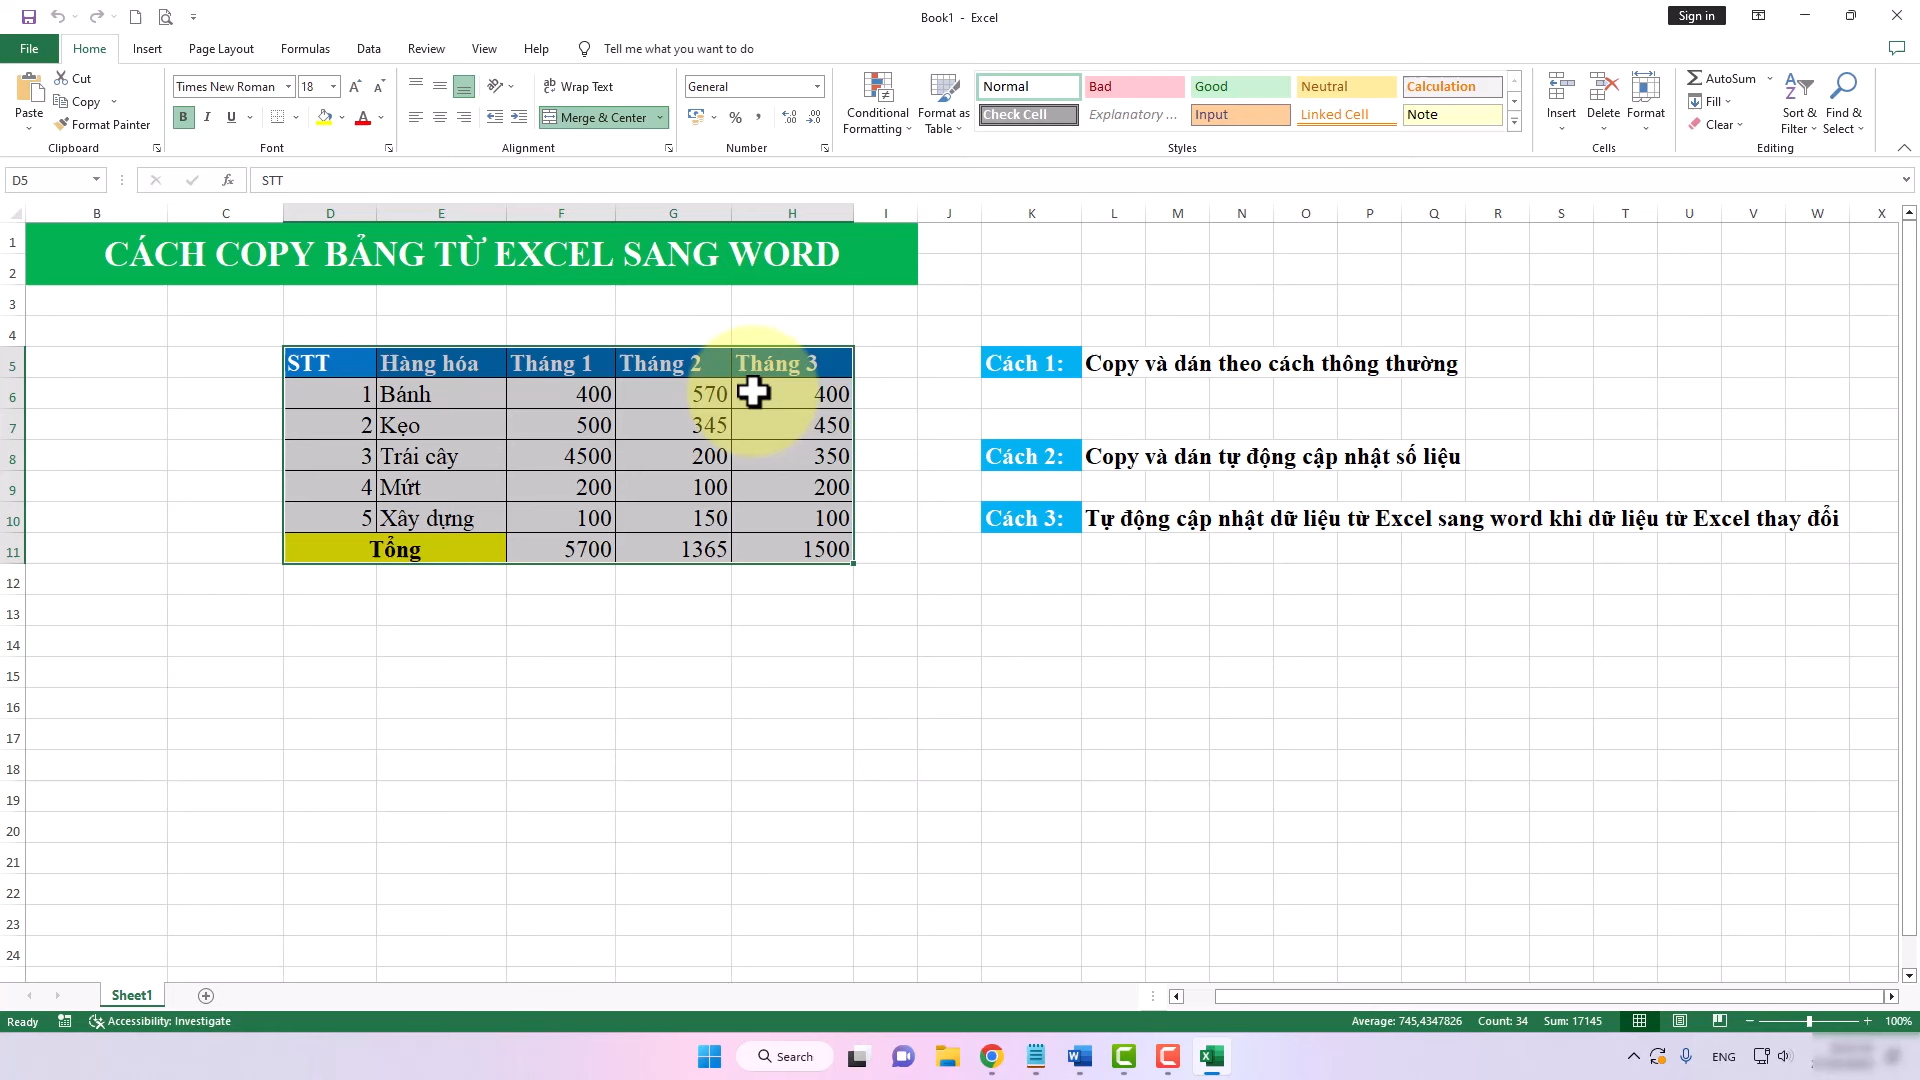 Book1 - Excel
Sign in
File Home Insert Page Layout Formulas Data Review View Help Tell me what you want to do
Paste
Cut
Copy
Format Painter
Clipboard
Times New Roman 18
B I U
Font
Wrap Text
Merge & Center
Alignment
General
Number
Conditional Formatting
Format as Table
Normal Bad Good Neutral Calculation
Check Cell Explanatory ... Input Linked Cell Note
Styles
Insert Delete Format
Cells
AutoSum
Fill
Clear
Sort & Filter
Find & Select
Editing
D5 fx STT
B C D E F G H I J K L M N O P Q R S T U V W X
1
2
3
4
5
6
7
8
9
10
11
12
13
14
15
16
17
18
19
20
21
22
23
24
CÁCH COPY BẢNG TỪ EXCEL SANG WORD
STT Hàng hóa Tháng 1 Tháng 2 Tháng 3
1 Bánh 400 570 400
2 Kẹo 500 345 450
3 Trái cây 4500 200 350
4 Mứt 200 100 200
5 Xây dựng 100 150 100
Tổng 5700 1365 1500
Cách 1: Copy và dán theo cách thông thường
Cách 2: Copy và dán tự động cập nhật số liệu
Cách 3: Tự động cập nhật dữ liệu từ Excel sang word khi dữ liệu từ Excel thay đổi
Sheet1
Ready Accessibility: Investigate Average: 745,4347826 Count: 34 Sum: 17145 100%
Search ENG